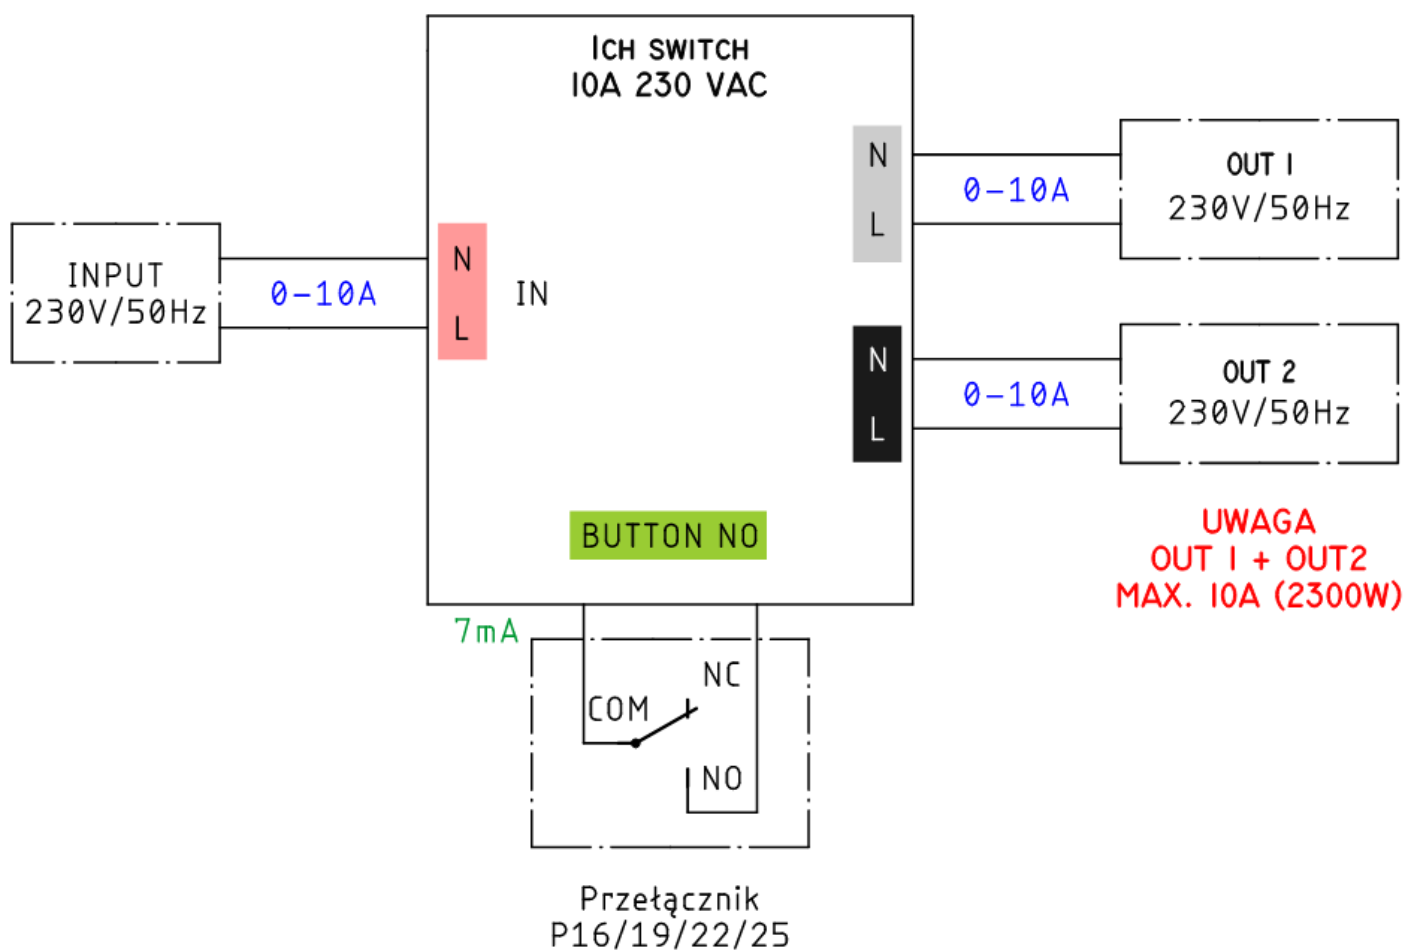 ICH SWITCH
10A 230 VAC
N
L
0-10A
OUT 1
230V/50Hz
INPUT
230V/50Hz
0-10A
N
L
IN
N
L
0-10A
OUT 2
230V/50Hz
UWAGA
OUT 1 + OUT2
MAX. 10A (2300W)
BUTTON NO
7mA
NC
COM
NO
Przełącznik
P16/19/22/25